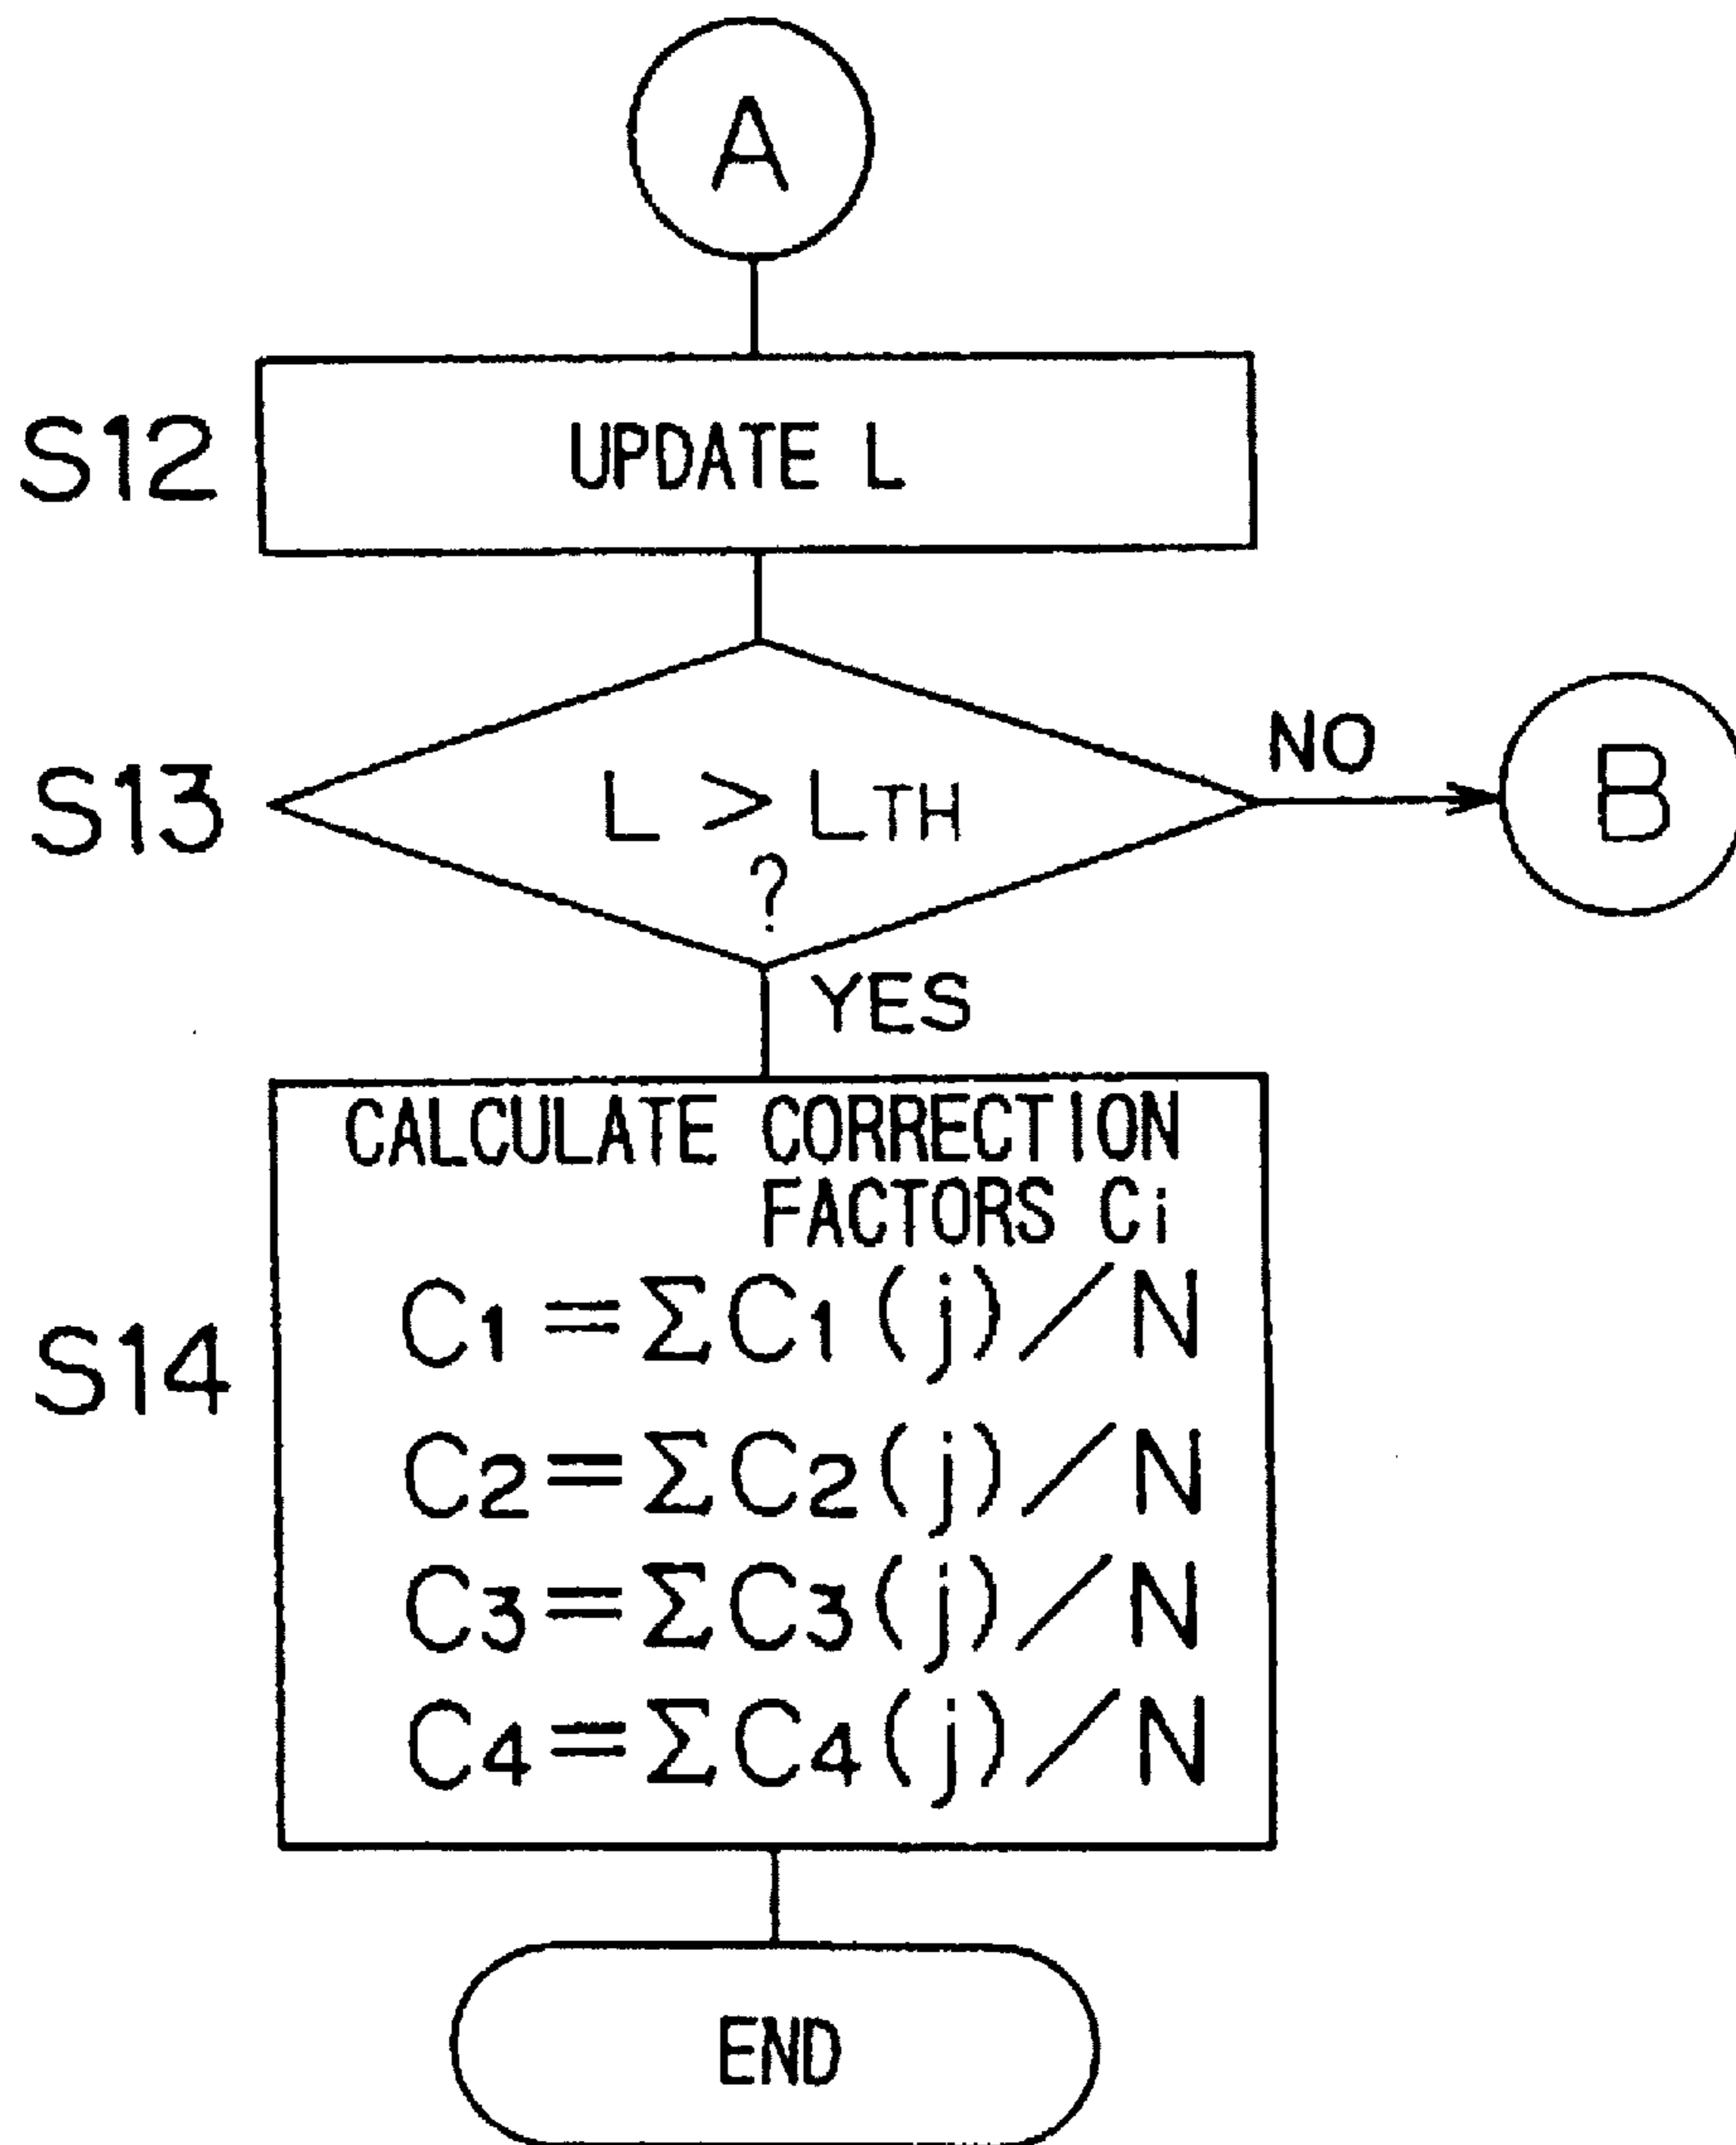 A
S12
UPDATE L
S13
L > LTH
?
NO
B
YES
CALCULATE CORRECTION
FACTORS Ci
S14
C1=ΣC1(j)/N
C2=ΣC2(j)/N
C3=ΣC3(j)/N
C4=ΣC4(j)/N
END